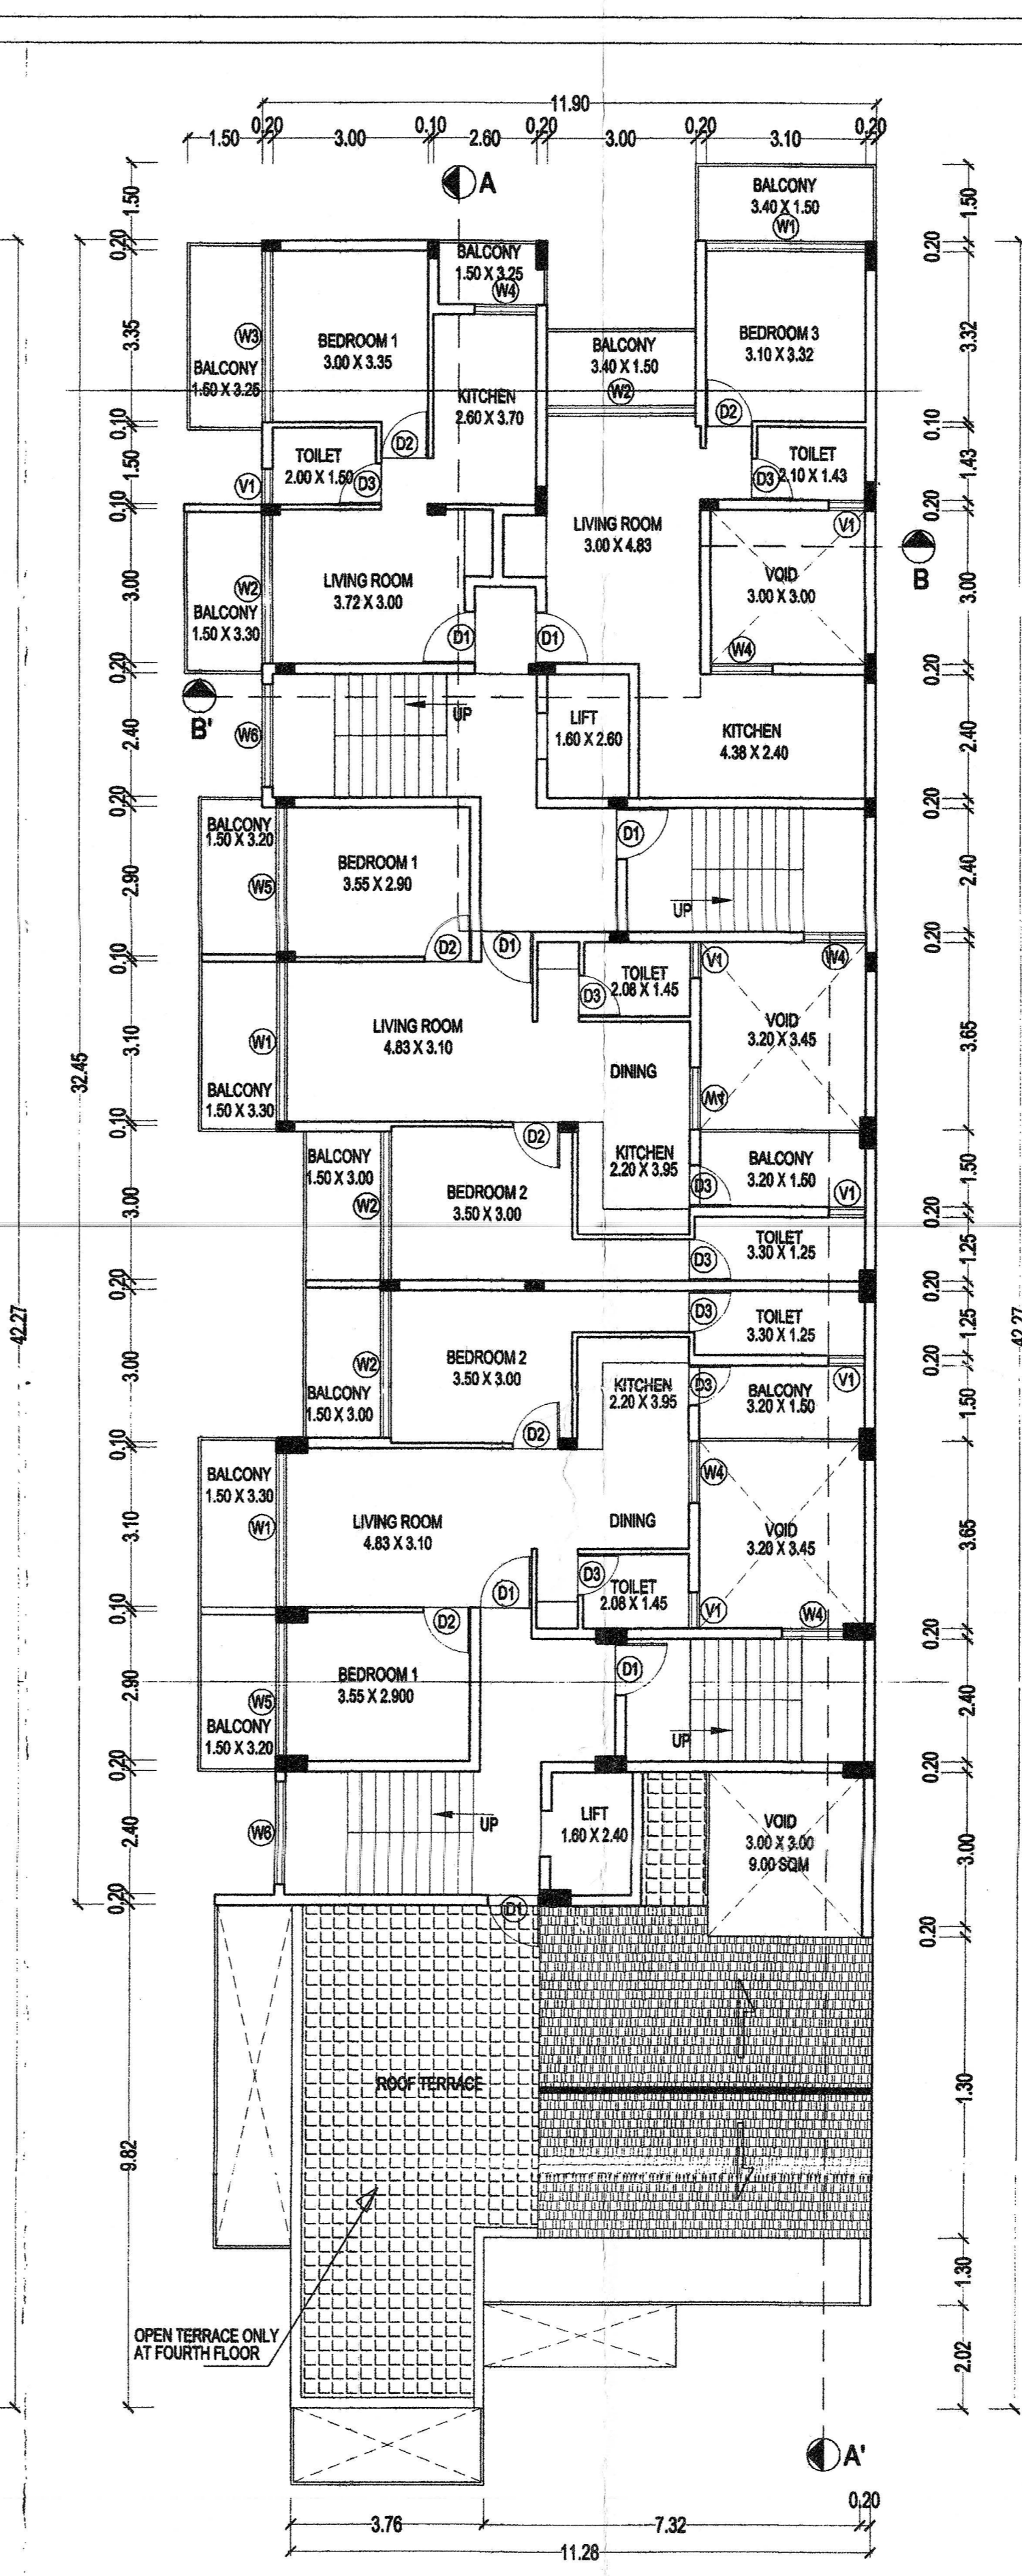 11.90
1.50
0.20
3.00
0.10
2.60
0.20
3.00
0.20
3.10
0.20
A
BALCONY
3.40 X 1.50
W1
1.50
0.20
1.50
0.20
BALCONY
1.50 X 3.25
W4
W3
BALCONY
1.50 X 3.25
BEDROOM 1
3.00 X 3.35
BALCONY
3.40 X 1.50
W2
BEDROOM 3
3.10 X 3.32
3.35
3.32
KITCHEN
2.60 X 3.70
D2
D2
0.10
0.10
TOILET
2.00 X 1.50
D3
TOILET
2.10 X 1.43
D3
1.50
1.43
V1
0.10
0.20
V1
LIVING ROOM
3.00 X 4.83
B
W2
BALCONY
1.50 X 3.30
LIVING ROOM
3.72 X 3.00
VOID
3.00 X 3.00
3.00
3.00
D1
D1
W4
0.20
0.20
B'
W6
UP
LIFT
1.60 X 2.60
KITCHEN
4.38 X 2.40
2.40
2.40
0.20
0.20
BALCONY
1.50 X 3.20
W5
BEDROOM 1
3.55 X 2.90
D1
2.90
2.40
UP
D2
D1
0.10
0.20
TOILET
2.08 X 1.45
D3
V1
W4
LIVING ROOM
4.83 X 3.10
VOID
3.20 X 3.45
W1
BALCONY
1.50 X 3.30
DINING
W4
32.45
3.10
3.65
0.10
D2
BALCONY
1.50 X 3.00
W2
BEDROOM 2
3.50 X 3.00
KITCHEN
2.20 X 3.95
BALCONY
3.20 X 1.50
D3
V1
3.00
1.50
0.20
TOILET
3.30 X 1.25
D3
1.25
0.20
0.20
42.27
42.27
TOILET
3.30 X 1.25
D3
1.25
0.20
BEDROOM 2
3.50 X 3.00
W2
BALCONY
1.50 X 3.00
KITCHEN
2.20 X 3.95
D3
BALCONY
3.20 X 1.50
V1
3.00
1.50
D2
0.10
BALCONY
1.50 X 3.30
W1
LIVING ROOM
4.83 X 3.10
DINING
W4
VOID
3.20 X 3.45
3.10
3.65
D3
TOILET
2.08 X 1.45
D1
V1
W4
0.10
0.20
D2
BEDROOM 1
3.55 X 2.900
D1
W5
BALCONY
1.50 X 3.20
2.90
2.40
UP
0.20
0.20
W6
UP
LIFT
1.60 X 2.40
VOID
3.00 X 3.00
9.00 SQM
2.40
3.00
0.20
D1
0.20
ROOF TERRACE
9.82
1.30
1.30
OPEN TERRACE ONLY
AT FOURTH FLOOR
2.02
A'
0.20
3.76
7.32
11.28